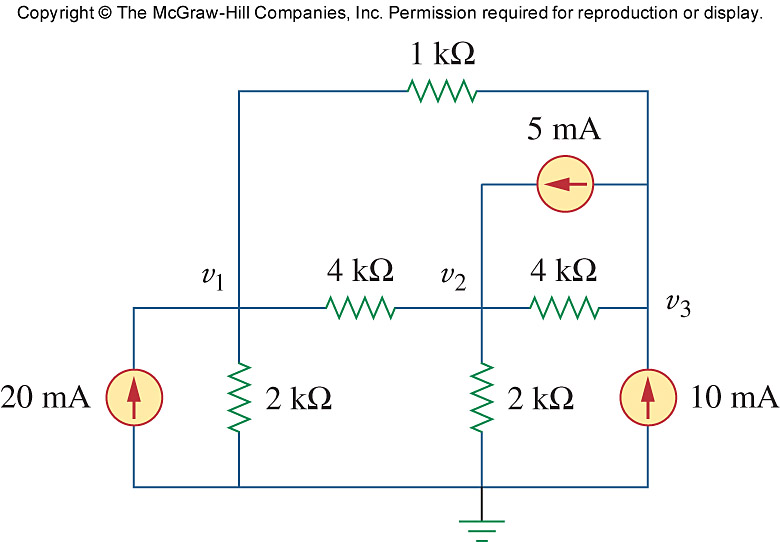 Copyright © The McGraw-Hill Companies, Inc. Permission required for reproduction or display.
1 kΩ
5 mA
v1 4 kΩ v2 4 kΩ v3
20 mA 2 kΩ 2 kΩ 10 mA